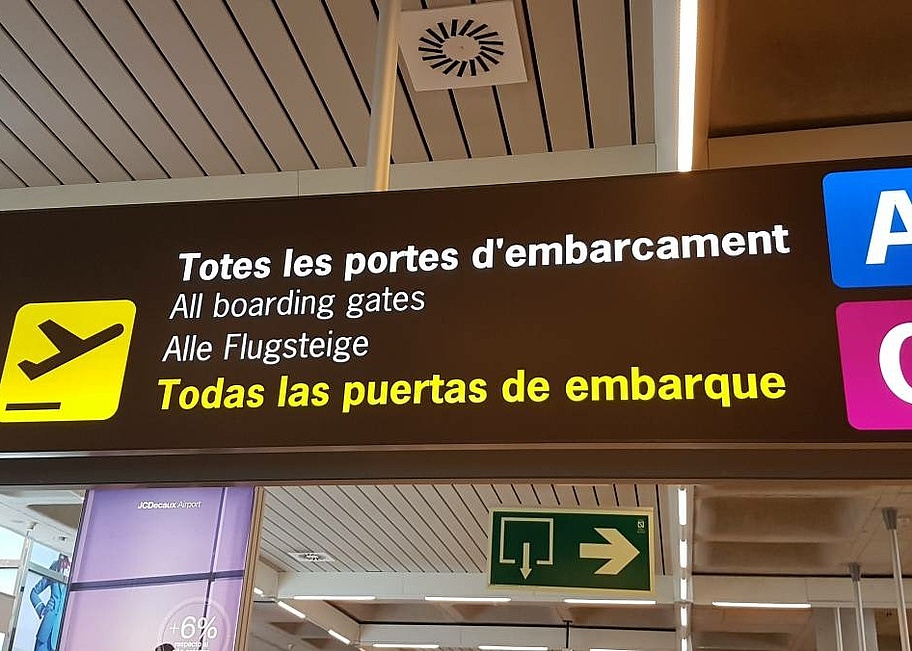 Totes les portes d'embarcament
All boarding gates
Alle Flugsteige
Todas las puertas de embarque
A
C
JCDecaux Airport
+6%